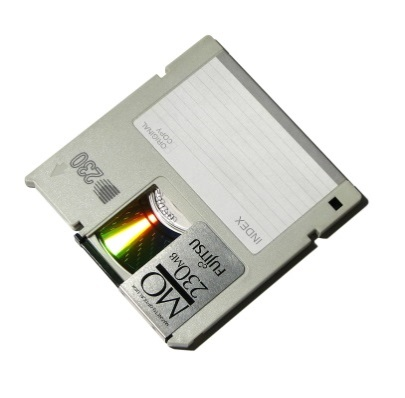 INDEX
ORIGINAL
COPY
230
FUJITSU
MO
230MB